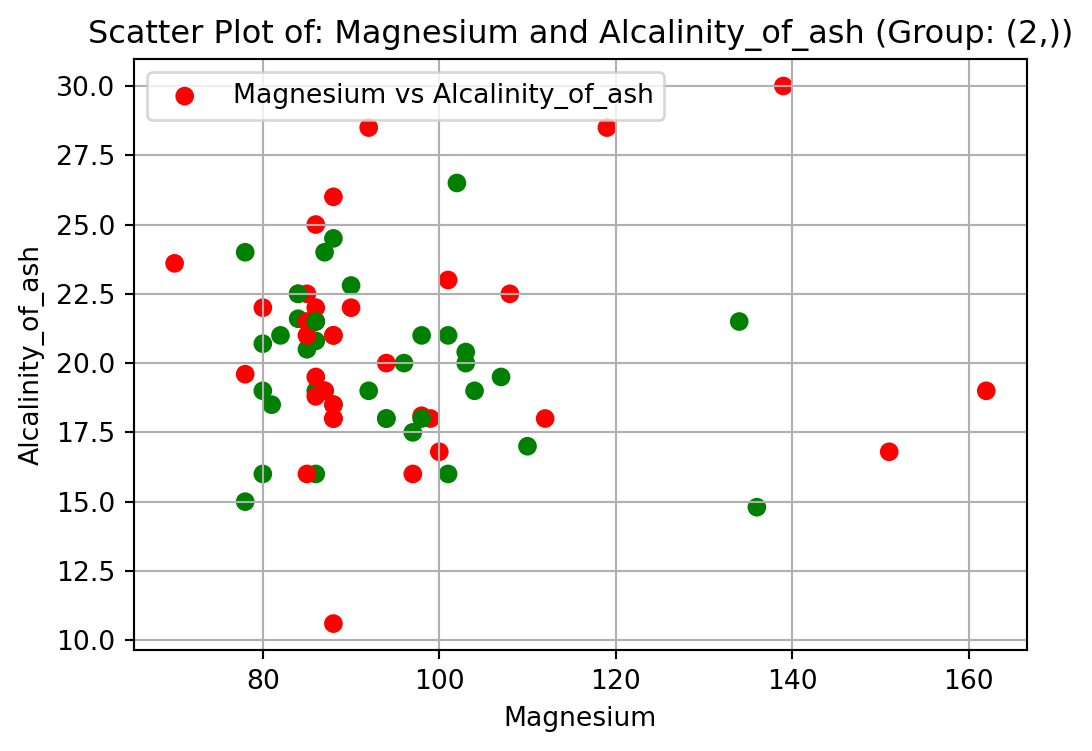 Scatter Plot of: Magnesium and Alcalinity_of_ash (Group: (2,))
Magnesium vs Alcalinity_of_ash
30.0
27.5
25.0
22.5
20.0
17.5
15.0
12.5
10.0
Alcalinity_of_ash
80 100 120 140 160
Magnesium